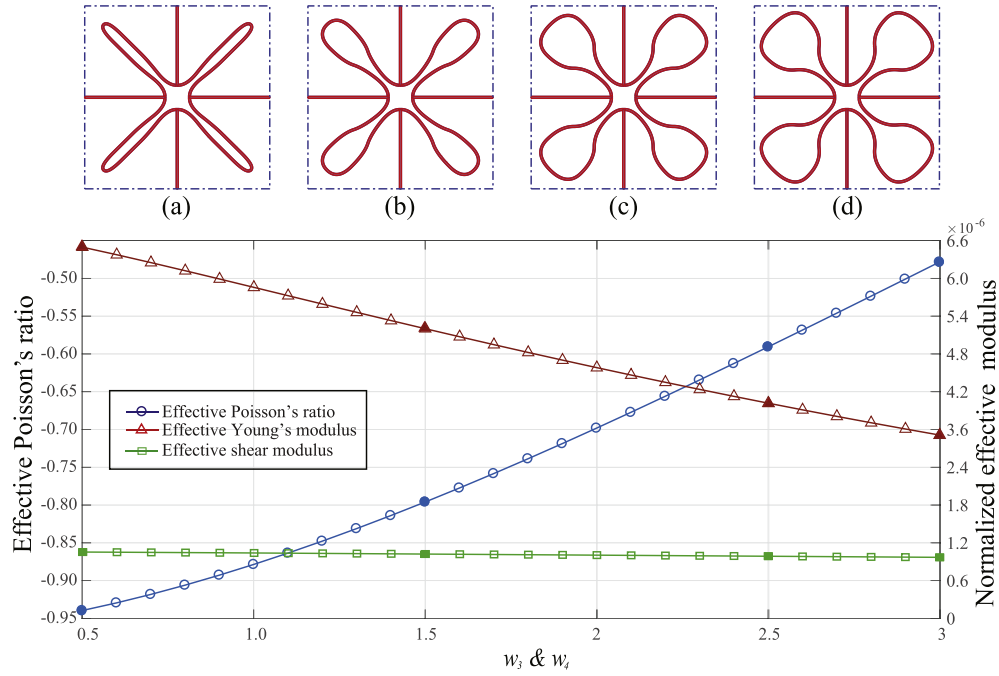 (a) (b) (c) (d)
×10⁻⁶
Effective Poisson's ratio
-0.50
-0.55
-0.60
-0.65
-0.70
-0.75
-0.80
-0.85
-0.90
-0.95
Effective Poisson's ratio
Effective Young's modulus
Effective shear modulus
6.6
6.0
5.4
4.8
4.2
3.6
2.4
1.8
1.2
0.6
0
Normalized effective modulus
0.5 1.0 1.5 2 2.5 3
w₃ & w₄